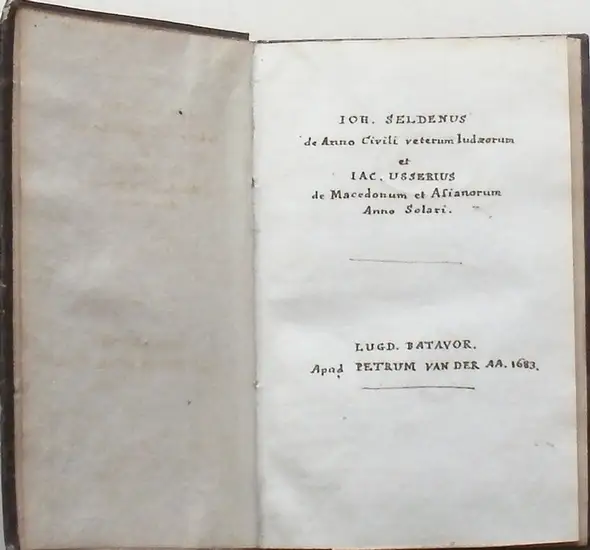 IOH. SELDENUS
de Anno Civili veterum Iudæorum
et
IAC. USSERIUS
de Macedonum et Asianorum
Anno Solari.
LUGD. BATAVOR.
Apud PETRUM VAN DER AA. 1683.